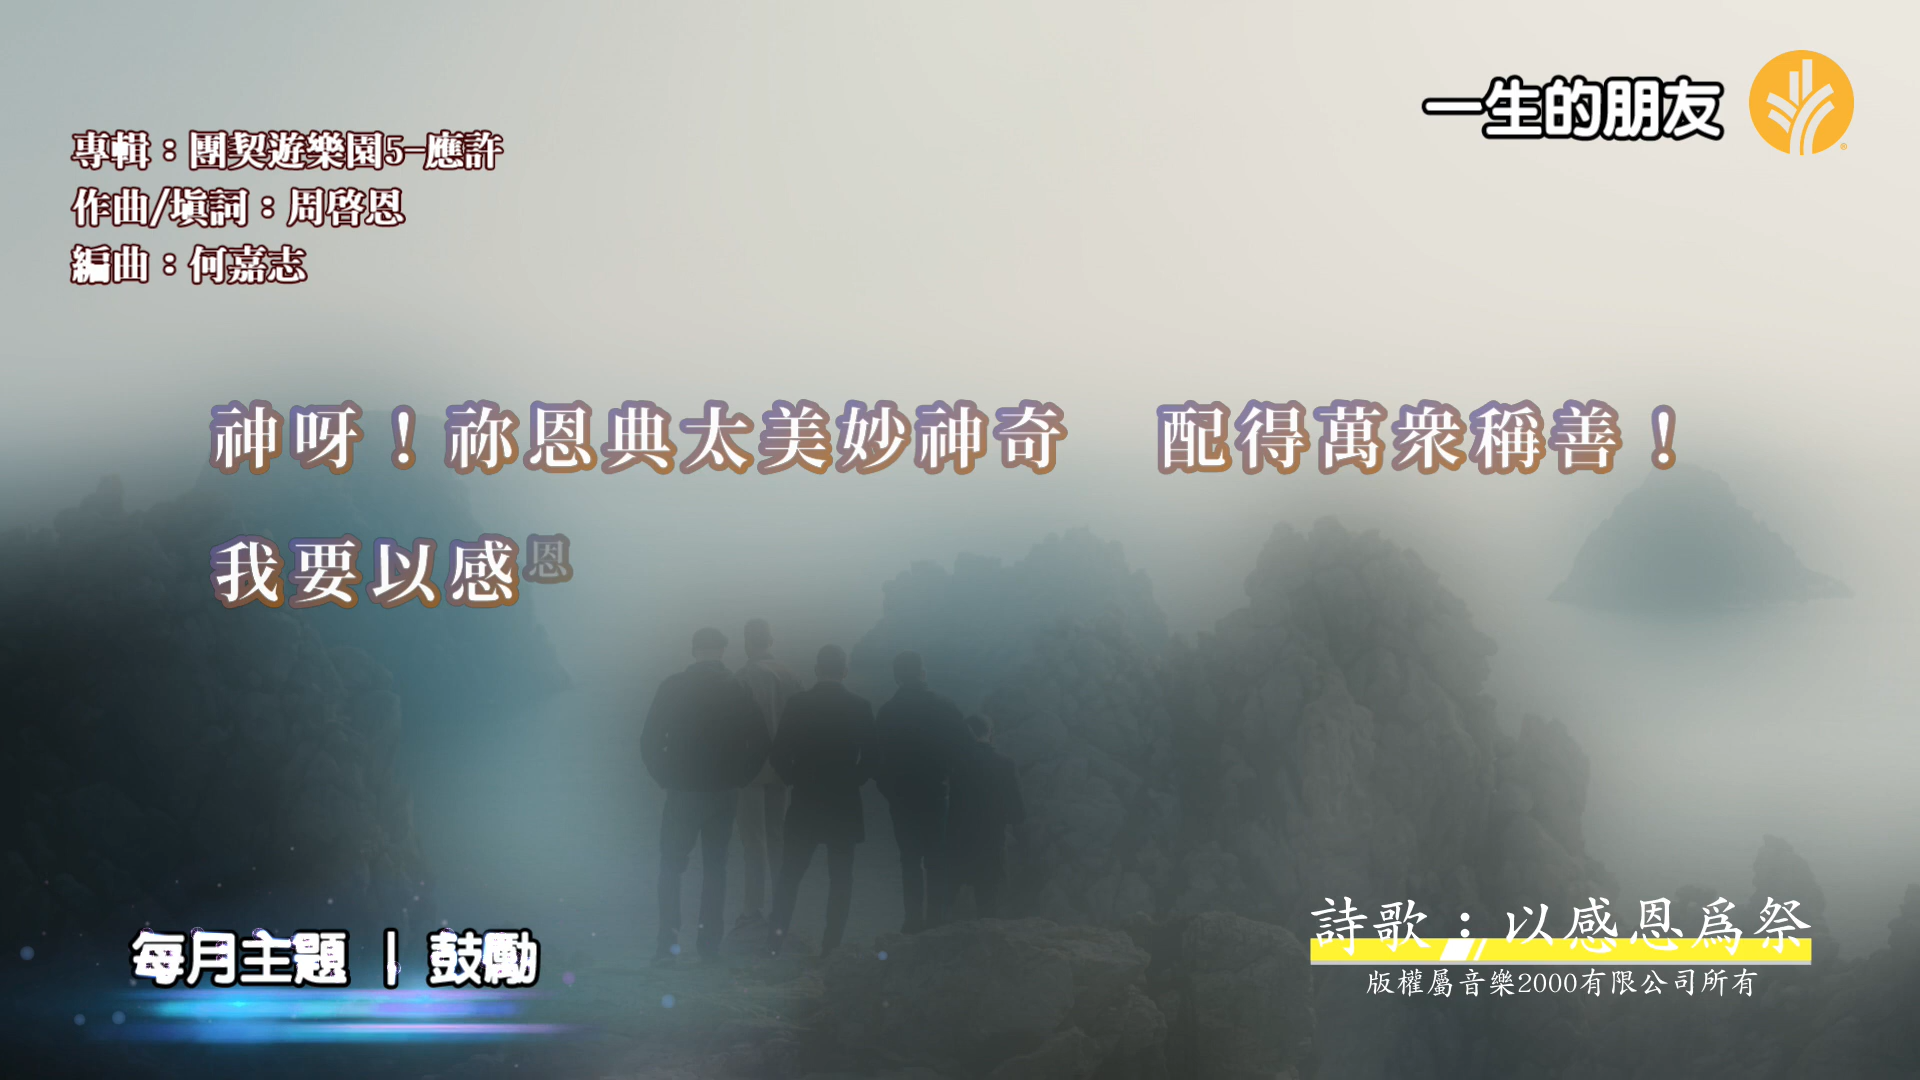 一生的朋友
專輯：團契遊樂園5-應許
作曲/填詞：周啓恩
編曲：何嘉志
神呀！祢恩典太美妙神奇　配得萬衆稱善！
我要以感恩
每月主題 | 鼓勵
詩歌：以感恩爲祭
版權屬音樂2000有限公司所有